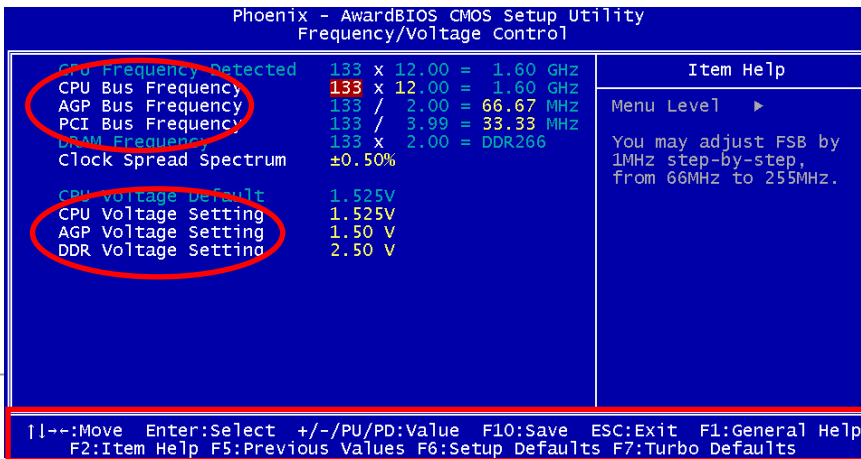 Phoenix - AwardBIOS CMOS Setup Utility
Frequency/Voltage Control
CPU Frequency Detected 133 x 12.00 = 1.60 GHz
CPU Bus Frequency 133 x 12.00 = 1.60 GHz
AGP Bus Frequency 133 / 2.00 = 66.67 MHz
PCI Bus Frequency 133 / 3.99 = 33.33 MHz
DRAM Frequency 133 x 2.00 = DDR266
Clock Spread Spectrum ±0.50%
CPU Voltage Default 1.525V
CPU Voltage Setting 1.525V
AGP Voltage Setting 1.50 V
DDR Voltage Setting 2.50 V
Item Help
Menu Level ▶
You may adjust FSB by
1MHz step-by-step,
from 66MHz to 255MHz.
↑↓→←:Move Enter:Select +/-/PU/PD:Value F10:Save ESC:Exit F1:General Help
F2:Item Help F5:Previous Values F6:Setup Defaults F7:Turbo Defaults